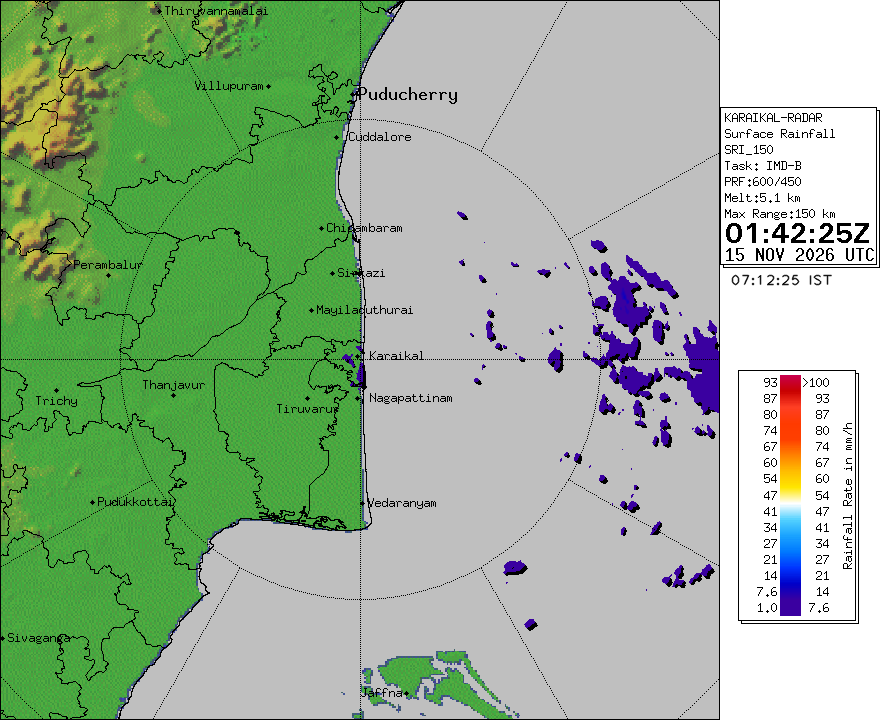 Thiruvannamalai
Villupuram
Puducherry
Cuddalore
Chidambaram
Perambalur
Sirkazi
Mayiladuthurai
Karaikal
Thanjavur
Trichy
Nagapattinam
Tiruvarur
Pudukkottai
Vedaranyam
Sivaganga
Jaffna
KARAIKAL-RADAR
Surface Rainfall
SRI_150
Task: IMD-B
PRF:600/450
Melt:5.1 km
Max Range:150 km
01:42:25Z
15 NOV 2026 UTC
07:12:25 IST
93 >100
87 93
80 87
74 80
67 74
60 67
54 60
47 54
41 47
34 41
27 34
21 27
14 21
7.6 14
1.0 7.6
Rainfall Rate in mm/h